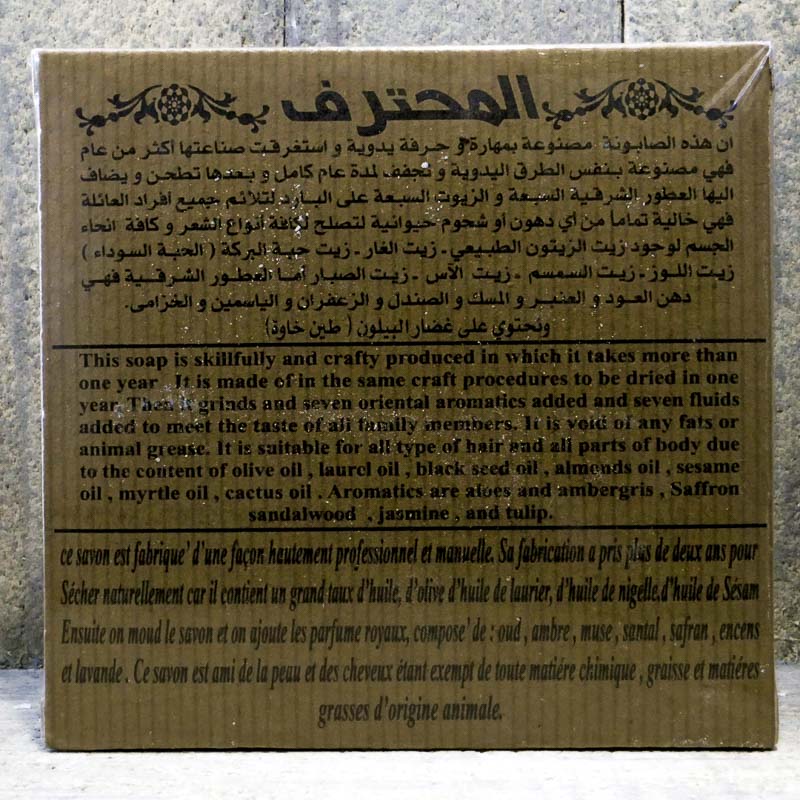 المحترف
ان هذه الصابونة مصنوعة بمهارة و حرفة يدوية و استغرقت صناعتها أكثر من عام
فهي مصنوعة بنفس الطرق اليدوية و تجفف لمدة عام كامل و بعدها تطحن و يضاف
اليها العطور الشرقية السبعة و الزيوت السبعة على البارد لتلائم جميع أفراد العائلة
فهي خالية تماماً من أي دهون أو شحوم حيوانية لتصلح لكافة أنواع الشعر و كافة انحاء
الجسم لوجود زيت الزيتون الطبيعي - زيت الغار - زيت حبة البركة ( الحبة السوداء )
زيت اللوز - زيت السمسم - زيت الآس - زيت الصبار أما العطور الشرقية فهي
دهن العود و العنبر و المسك و الصندل و الزعفران و الياسمين و الخزامى.
وتحتوي على غضار البيلون ( طين خاوة)
This soap is skillfully and crafty produced in which it takes more than
one year . It is made of in the same craft procedures to be dried in one
year. Then it grinds and seven oriental aromatics added and seven fluids
added to meet the taste of all family members. It is void of any fats or
animal grease. It is suitable for all type of hair and all parts of body due
to the content of olive oil , laurel oil , black seed oil , almonds oil , sesame
oil , myrtle oil , cactus oil . Aromatics are aloes and ambergris , Saffron
sandalwood , jasmine , and tulip.
ce savon est fabrique' d'une façon hautement professionnel et manuelle. Sa fabrication a pris plus de deux ans pour
Sécher naturellement car il contient un grand taux d'huile, d'olive d'huile de laurier, d'huile de nigelle,d'huile de Sésam
Ensuite on moud le savon et on ajoute les parfume royaux, compose' de : oud , ambre , muse , santal , safran , encens
et lavande . Ce savon est ami de la peau et des cheveux étant exempt de toute matiére chimique , graisse et matiéres
grasses d'origine animale.